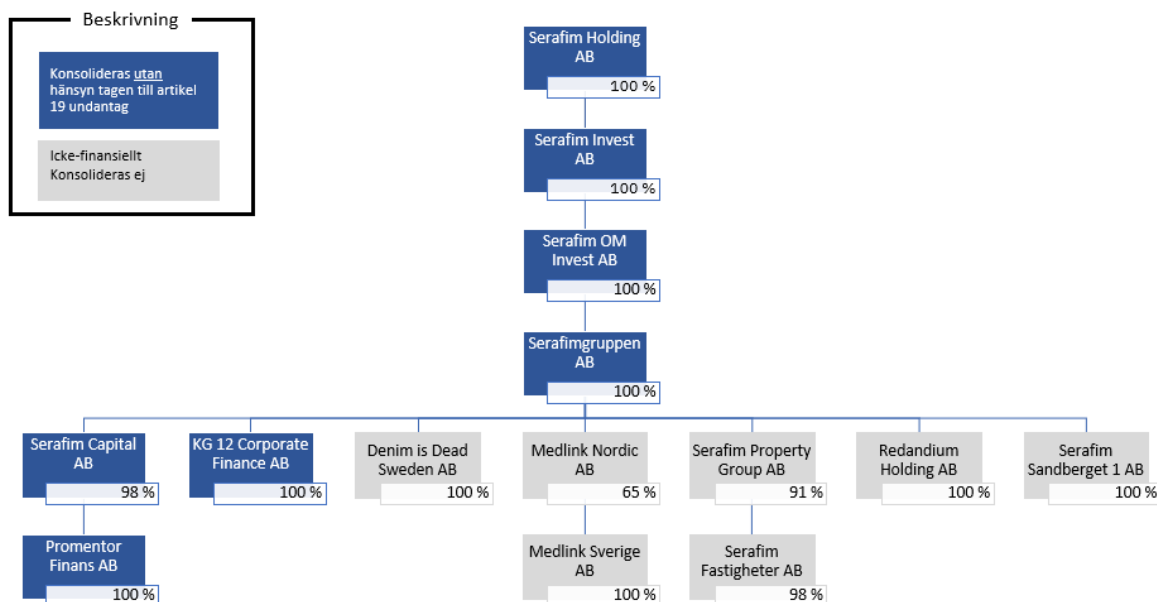 Beskrivning
Konsolideras utan
hänsyn tagen till artikel
19 undantag
Icke-finansiellt
Konsolideras ej
Serafim Holding
AB
100 %
Serafim Invest
AB
100 %
Serafim OM
Invest AB
100 %
Serafimgruppen
AB
100 %
Serafim Capital
AB
98 %
KG 12 Corporate
Finance AB
100 %
Denim is Dead
Sweden AB
100 %
Medlink Nordic
AB
65 %
Serafim Property
Group AB
91 %
Redandium
Holding AB
100 %
Serafim
Sandberget 1 AB
100 %
Promentor
Finans AB
100 %
Medlink Sverige
AB
100 %
Serafim
Fastigheter AB
98 %